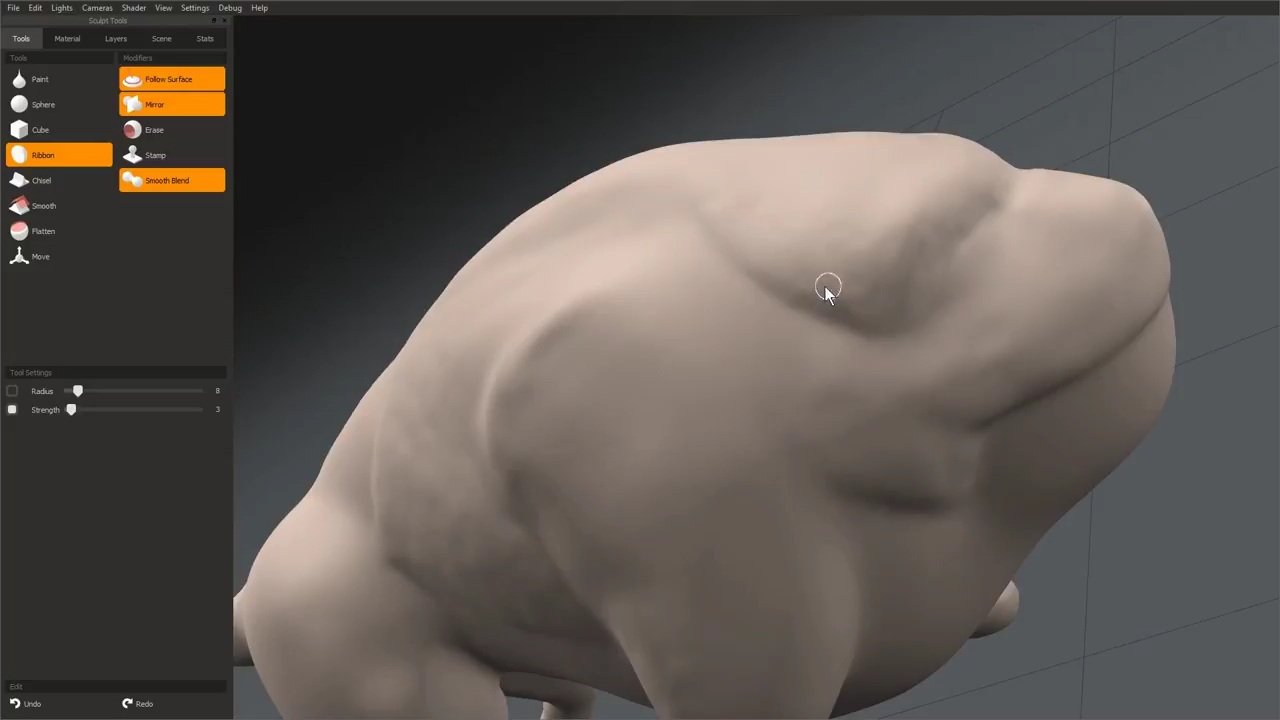 File Edit Lights Cameras Shader View Settings Debug Help
Sculpt Tools
Tools Material Layers Scene Stats
Tools Modifiers
Paint Follow Surface
Sphere Mirror
Cube Erase
Ribbon Stamp
Chisel Smooth Blend
Smooth
Flatten
Move
Tool Settings
Radius 8
Strength 3
Edit
Undo Redo